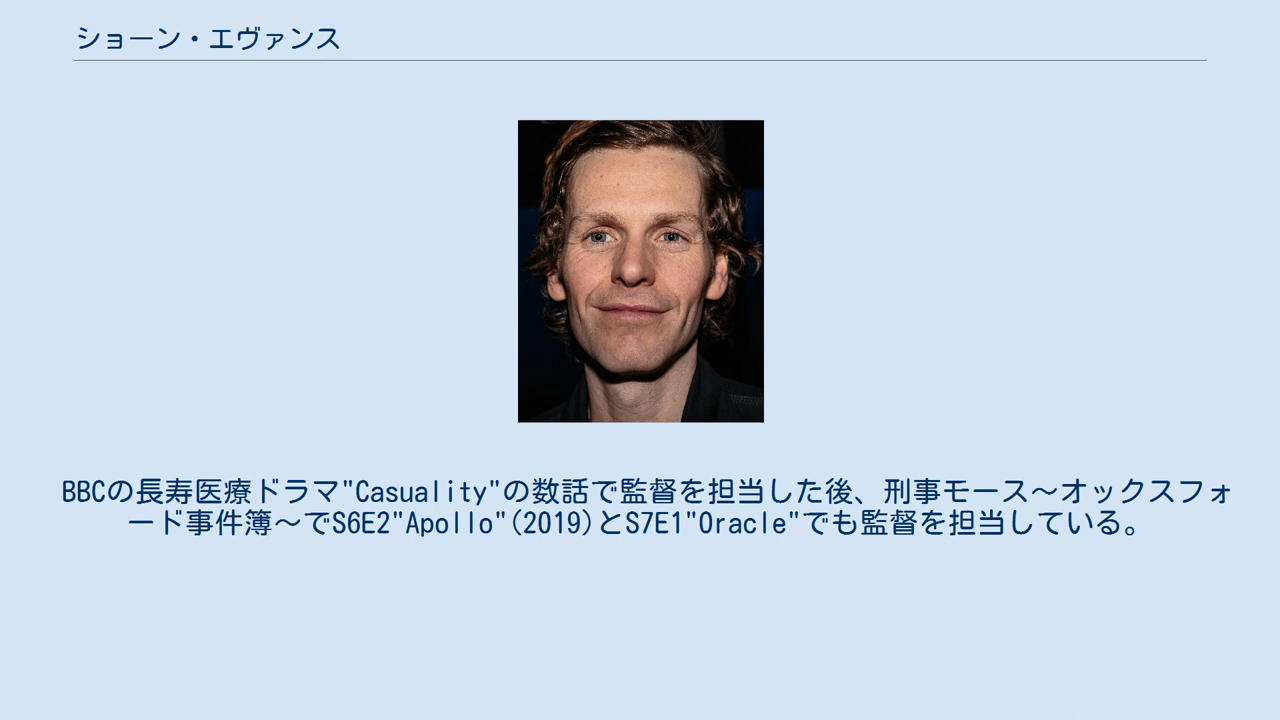 ショーン・エヴァンス
BBCの長寿医療ドラマ"Casuality"の数話で監督を担当した後、刑事モース～オックスフォ
ード事件簿～でS6E2"Apollo"(2019)とS7E1"Oracle"でも監督を担当している。